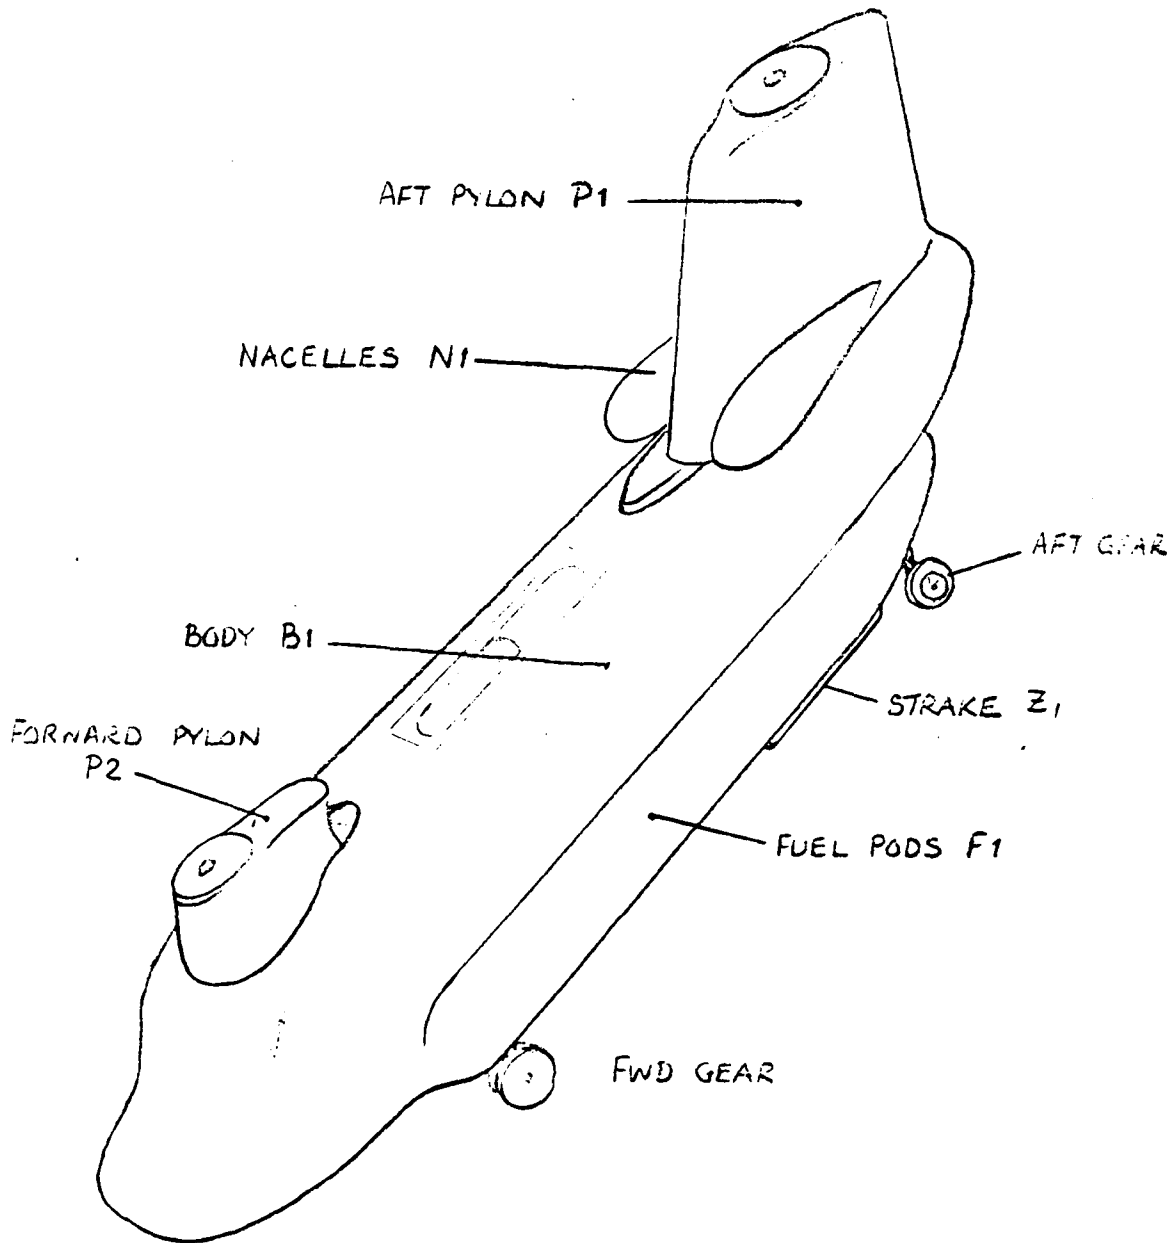 AFT PYLON P1
NACELLES N1
AFT GEAR
BODY B1
STRAKE Z1
FORWARD PYLON
P2
FUEL PODS F1
FWD GEAR